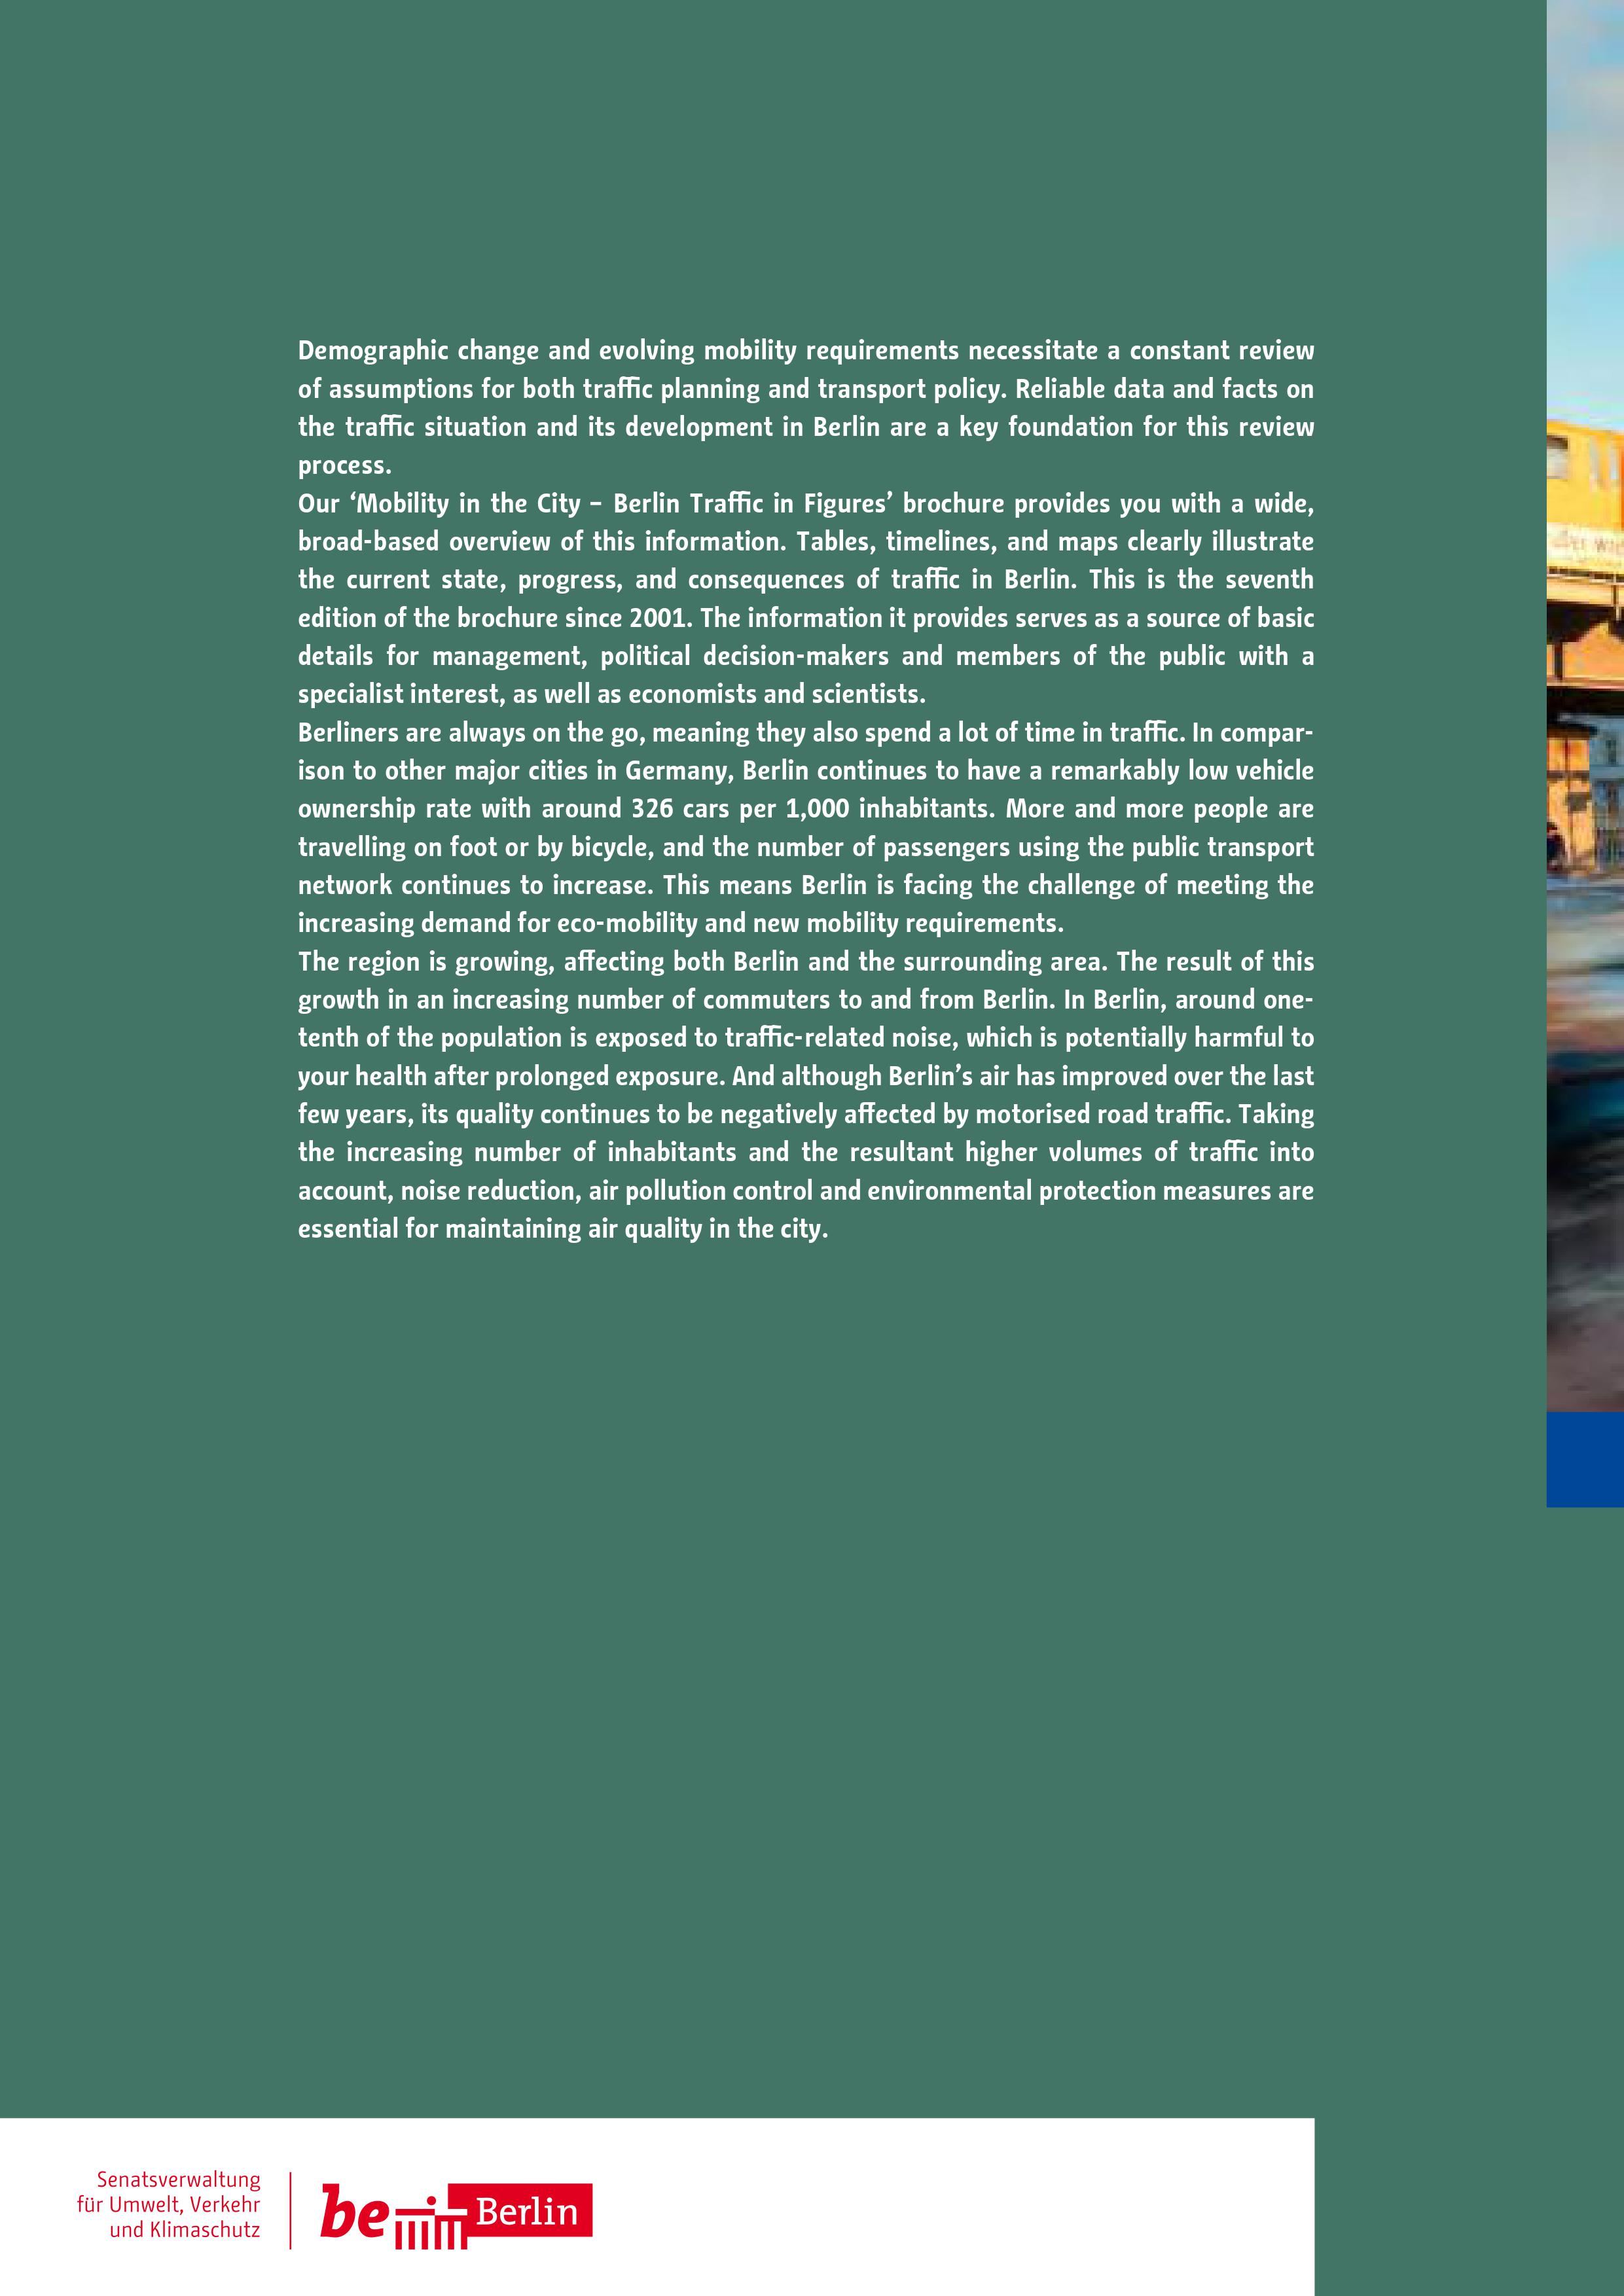 Demographic change and evolving mobility requirements necessitate a constant review
of assumptions for both traffic planning and transport policy. Reliable data and facts on
the traffic situation and its development in Berlin are a key foundation for this review
process.
Our ‘Mobility in the City – Berlin Traffic in Figures’ brochure provides you with a wide,
broad-based overview of this information. Tables, timelines, and maps clearly illustrate
the current state, progress, and consequences of traffic in Berlin. This is the seventh
edition of the brochure since 2001. The information it provides serves as a source of basic
details for management, political decision-makers and members of the public with a
specialist interest, as well as economists and scientists.
Berliners are always on the go, meaning they also spend a lot of time in traffic. In compar-
ison to other major cities in Germany, Berlin continues to have a remarkably low vehicle
ownership rate with around 326 cars per 1,000 inhabitants. More and more people are
travelling on foot or by bicycle, and the number of passengers using the public transport
network continues to increase. This means Berlin is facing the challenge of meeting the
increasing demand for eco-mobility and new mobility requirements.
The region is growing, affecting both Berlin and the surrounding area. The result of this
growth in an increasing number of commuters to and from Berlin. In Berlin, around one-
tenth of the population is exposed to traffic-related noise, which is potentially harmful to
your health after prolonged exposure. And although Berlin’s air has improved over the last
few years, its quality continues to be negatively affected by motorised road traffic. Taking
the increasing number of inhabitants and the resultant higher volumes of traffic into
account, noise reduction, air pollution control and environmental protection measures are
essential for maintaining air quality in the city.
Senatsverwaltung
für Umwelt, Verkehr
und Klimaschutz
be Berlin